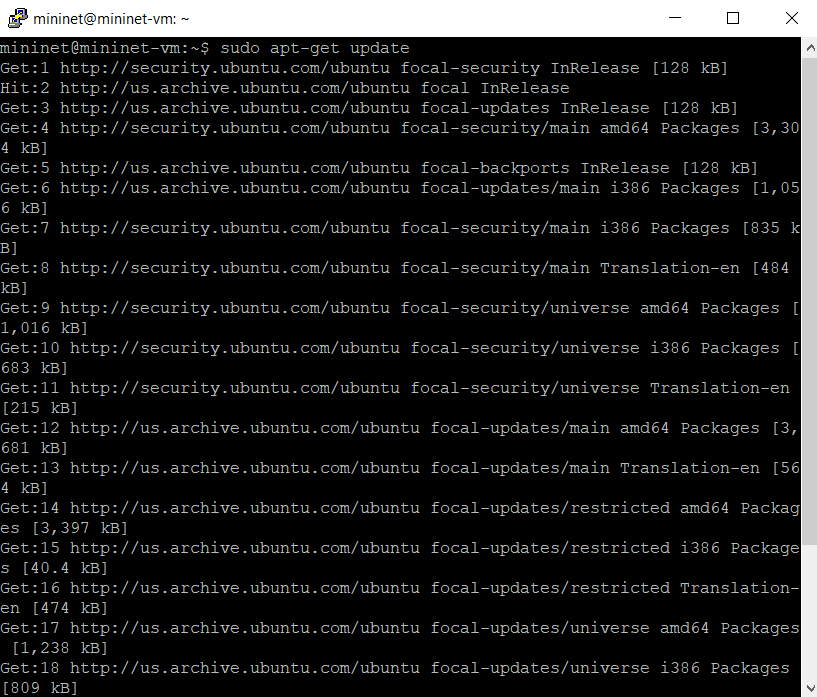 mininet@mininet-vm: ~
mininet@mininet-vm:~$ sudo apt-get update
Get:1 http://security.ubuntu.com/ubuntu focal-security InRelease [128 kB]
Hit:2 http://us.archive.ubuntu.com/ubuntu focal InRelease
Get:3 http://us.archive.ubuntu.com/ubuntu focal-updates InRelease [128 kB]
Get:4 http://security.ubuntu.com/ubuntu focal-security/main amd64 Packages [3,30
4 kB]
Get:5 http://us.archive.ubuntu.com/ubuntu focal-backports InRelease [128 kB]
Get:6 http://us.archive.ubuntu.com/ubuntu focal-updates/main i386 Packages [1,05
6 kB]
Get:7 http://security.ubuntu.com/ubuntu focal-security/main i386 Packages [835 k
B]
Get:8 http://security.ubuntu.com/ubuntu focal-security/main Translation-en [484
kB]
Get:9 http://security.ubuntu.com/ubuntu focal-security/universe amd64 Packages [
1,016 kB]
Get:10 http://security.ubuntu.com/ubuntu focal-security/universe i386 Packages [
683 kB]
Get:11 http://security.ubuntu.com/ubuntu focal-security/universe Translation-en
[215 kB]
Get:12 http://us.archive.ubuntu.com/ubuntu focal-updates/main amd64 Packages [3,
681 kB]
Get:13 http://us.archive.ubuntu.com/ubuntu focal-updates/main Translation-en [56
4 kB]
Get:14 http://us.archive.ubuntu.com/ubuntu focal-updates/restricted amd64 Packag
es [3,397 kB]
Get:15 http://us.archive.ubuntu.com/ubuntu focal-updates/restricted i386 Package
s [40.4 kB]
Get:16 http://us.archive.ubuntu.com/ubuntu focal-updates/restricted Translation-
en [474 kB]
Get:17 http://us.archive.ubuntu.com/ubuntu focal-updates/universe amd64 Packages
 [1,238 kB]
Get:18 http://us.archive.ubuntu.com/ubuntu focal-updates/universe i386 Packages
[809 kB]